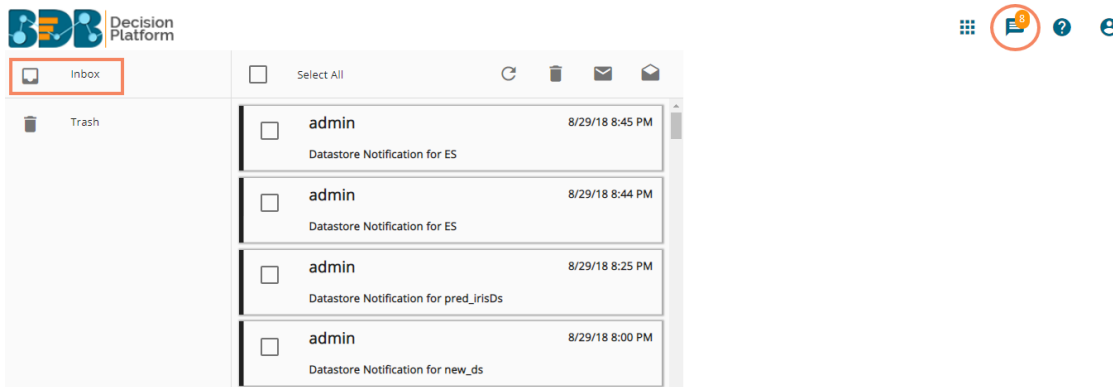 BDB Decision
Platform
8
Inbox
Select All
Trash
admin 8/29/18 8:45 PM
Datastore Notification for ES
admin 8/29/18 8:44 PM
Datastore Notification for ES
admin 8/29/18 8:25 PM
Datastore Notification for pred_irisDs
admin 8/29/18 8:00 PM
Datastore Notification for new_ds